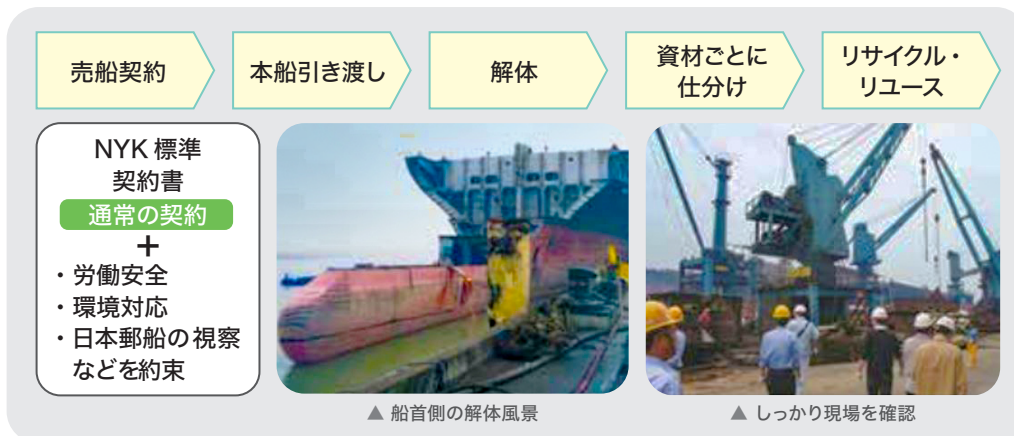 売船契約
本船引き渡し
解体
資材ごとに
仕分け
リサイクル・
リユース
NYK 標準
契約書
通常の契約
＋
・労働安全
・環境対応
・日本郵船の視察
などを約束
▲ 船首側の解体風景
▲ しっかり現場を確認